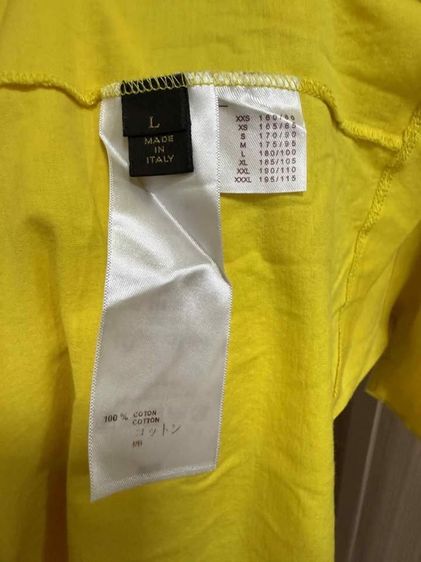 L
MADE
IN
ITALY
XXS 160/80
XS 165/85
S 170/90
M 175/95
L 180/100
XL 185/105
XXL 190/110
XXXL 195/115
100 % COTON
COTTON
コットン